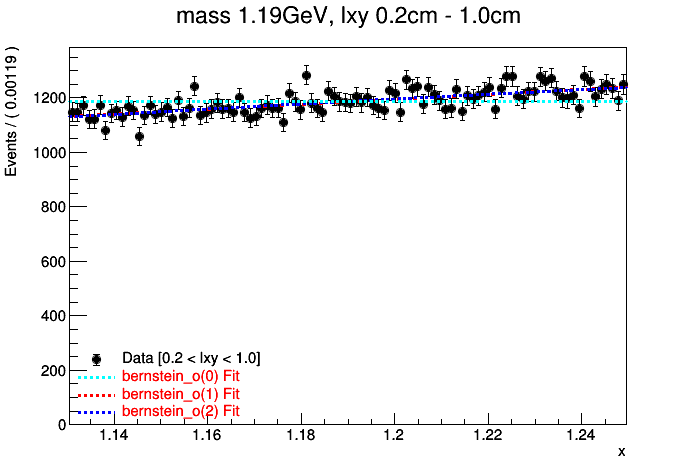 mass 1.19GeV, lxy 0.2cm - 1.0cm
Events / ( 0.00119 )
1200
1000
800
600
400
200
0
Data [0.2 < lxy < 1.0]
bernstein_o(0) Fit
bernstein_o(1) Fit
bernstein_o(2) Fit
1.14 1.16 1.18 1.2 1.22 1.24
x